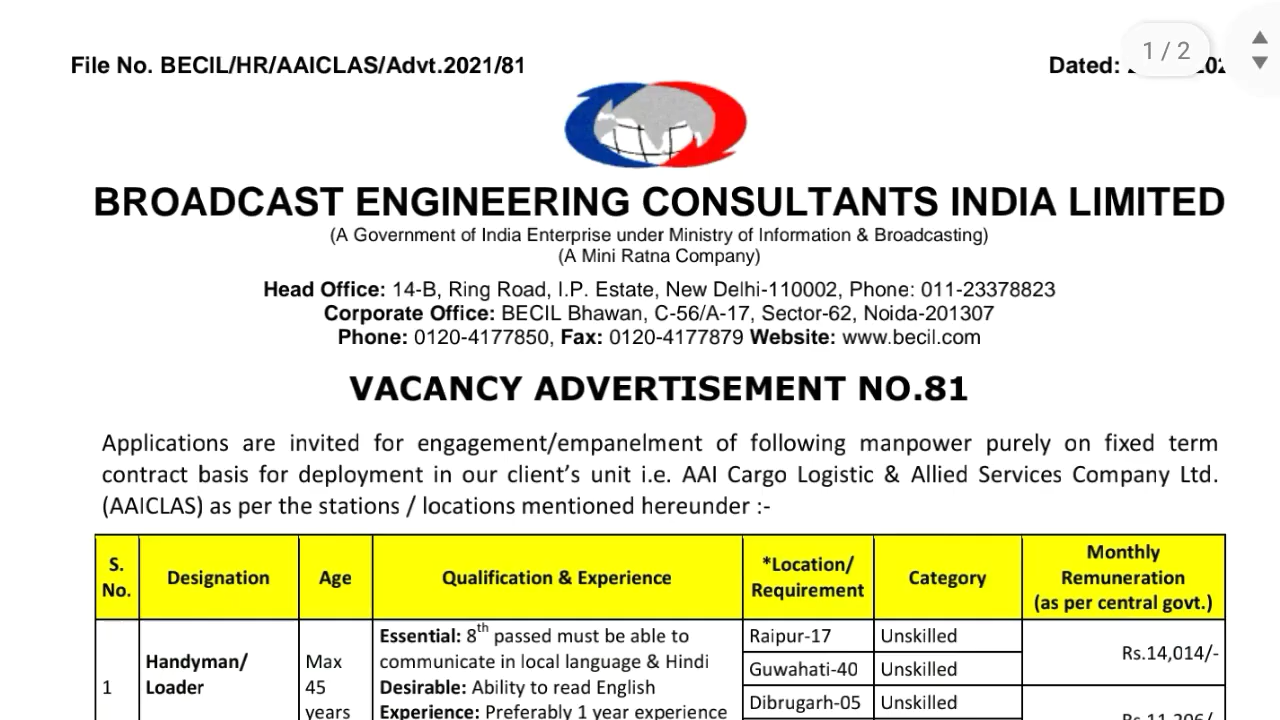 File No. BECIL/HR/AAICLAS/Advt.2021/81
Dated:
1 / 2
BROADCAST ENGINEERING CONSULTANTS INDIA LIMITED
(A Government of India Enterprise under Ministry of Information & Broadcasting)
(A Mini Ratna Company)
Head Office: 14-B, Ring Road, I.P. Estate, New Delhi-110002, Phone: 011-23378823
Corporate Office: BECIL Bhawan, C-56/A-17, Sector-62, Noida-201307
Phone: 0120-4177850, Fax: 0120-4177879 Website: www.becil.com
VACANCY ADVERTISEMENT NO.81
Applications are invited for engagement/empanelment of following manpower purely on fixed term
contract basis for deployment in our client's unit i.e. AAI Cargo Logistic & Allied Services Company Ltd.
(AAICLAS) as per the stations / locations mentioned hereunder :-
S. No.
Designation
Age
Qualification & Experience
*Location/
Requirement
Category
Monthly
Remuneration
(as per central govt.)
1
Handyman/
Loader
Max
45
years
Essential: 8th passed must be able to
communicate in local language & Hindi
Desirable: Ability to read English
Experience: Preferably 1 year experience
Raipur-17
Unskilled
Rs.14,014/-
Guwahati-40
Unskilled
Dibrugarh-05
Unskilled